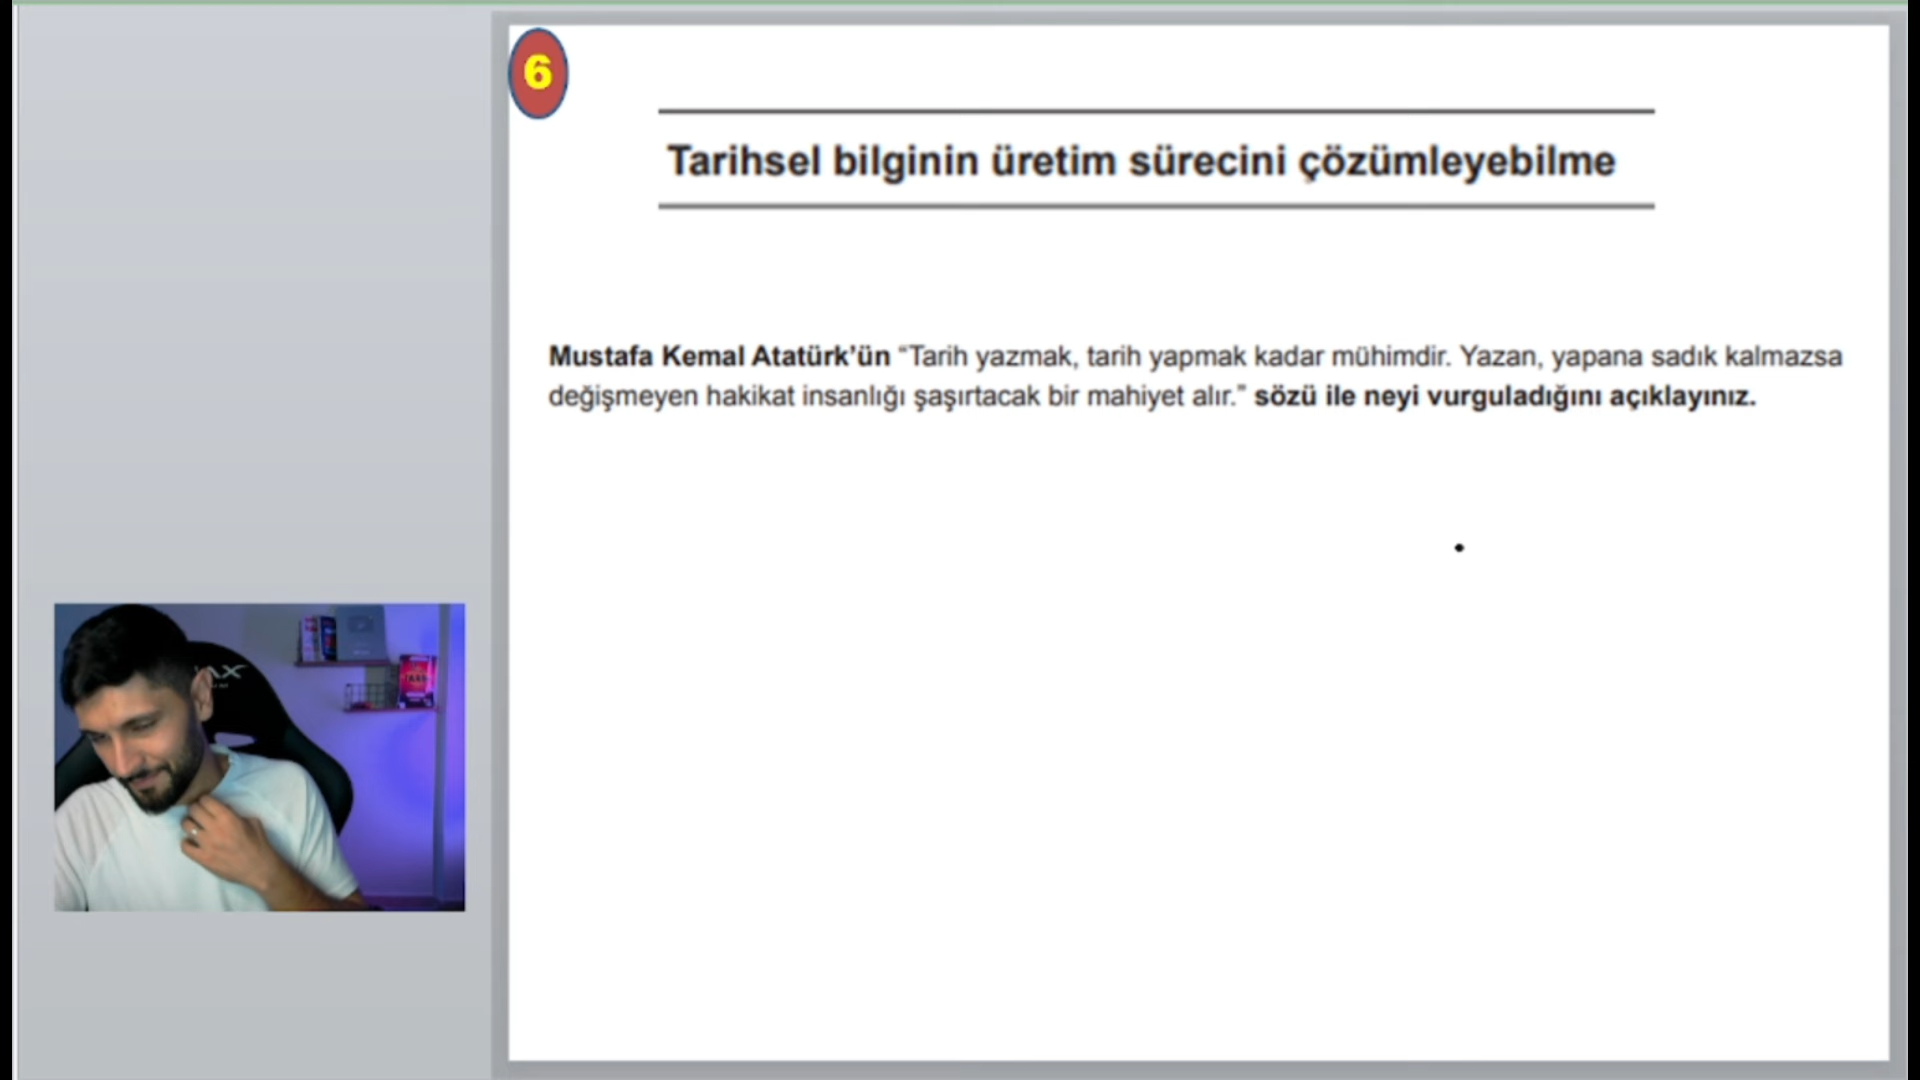 6
Tarihsel bilginin üretim sürecini çözümleyebilme
Mustafa Kemal Atatürk’ün “Tarih yazmak, tarih yapmak kadar mühimdir. Yazan, yapana sadık kalmazsa
değişmeyen hakikat insanlığı şaşırtacak bir mahiyet alır.” sözü ile neyi vurguladığını açıklayınız.